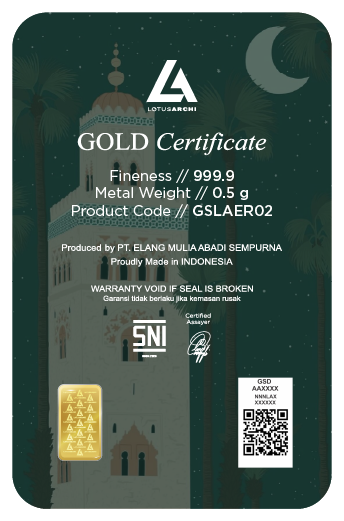 LOTUSARCHI
GOLD Certificate
Fineness // 999.9
Metal Weight // 0.5 g
Product Code // GSLAER02
Produced by PT. ELANG MULIA ABADI SEMPURNA
Proudly Made in INDONESIA
WARRANTY VOID IF SEAL IS BROKEN
Garansi tidak berlaku jika kemasan rusak
Certified
Assayer
SNI
GSD
AAXXXX
NNNLAX
XXXXXX